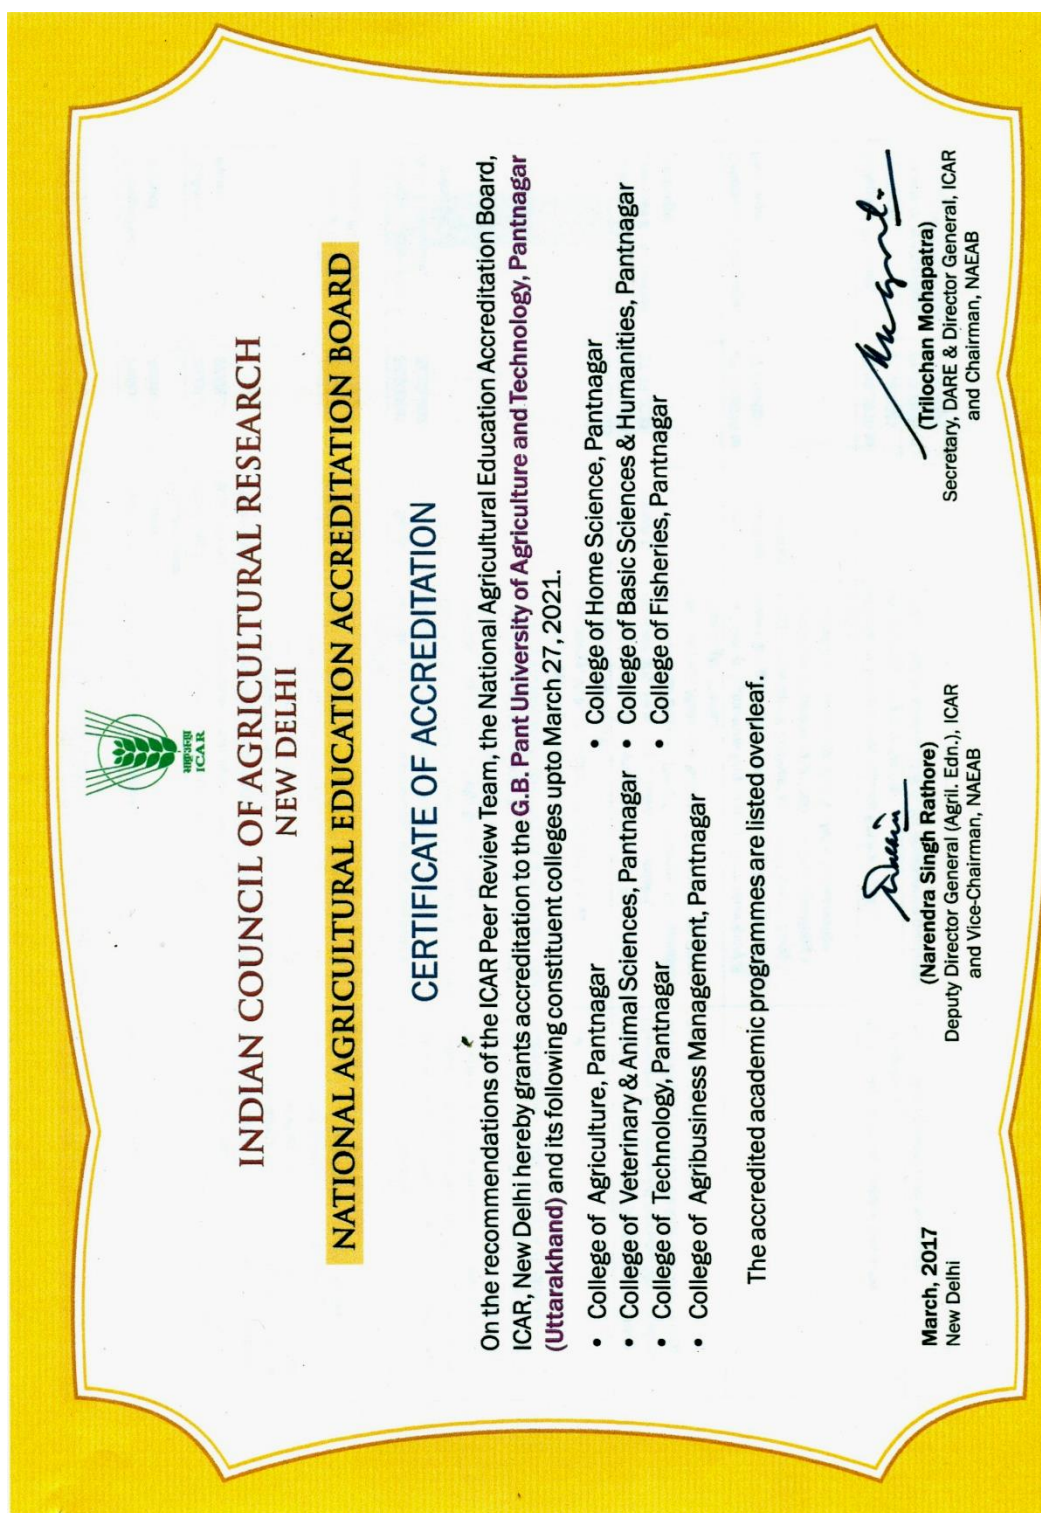 भाकृअनुप
ICAR
INDIAN COUNCIL OF AGRICULTURAL RESEARCH
NEW DELHI
NATIONAL AGRICULTURAL EDUCATION ACCREDITATION BOARD
CERTIFICATE OF ACCREDITATION
On the recommendations of the ICAR Peer Review Team, the National Agricultural Education Accreditation Board,
ICAR, New Delhi hereby grants accreditation to the G.B. Pant University of Agriculture and Technology, Pantnagar
(Uttarakhand) and its following constituent colleges upto March 27, 2021.
• College of Agriculture, Pantnagar
• College of Veterinary & Animal Sciences, Pantnagar
• College of Technology, Pantnagar
• College of Agribusiness Management, Pantnagar
• College of Home Science, Pantnagar
• College of Basic Sciences & Humanities, Pantnagar
• College of Fisheries, Pantnagar
The accredited academic programmes are listed overleaf.
March, 2017
New Delhi
(Narendra Singh Rathore)
Deputy Director General (Agril. Edn.), ICAR
and Vice-Chairman, NAEAB
(Trilochan Mohapatra)
Secretary, DARE & Director General, ICAR
and Chairman, NAEAB